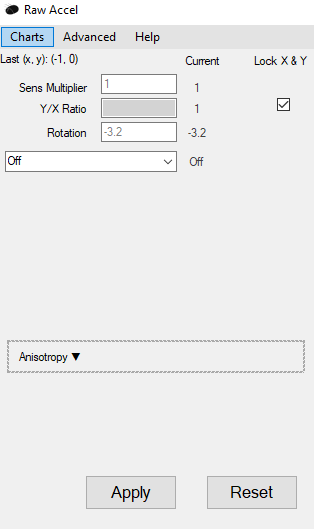 Raw Accel
Charts Advanced Help
Last (x, y): (-1, 0) Current Lock X & Y
Sens Multiplier 1 1
Y/X Ratio 1
Rotation -3.2 -3.2
Off Off
Anisotropy ▼
Apply Reset